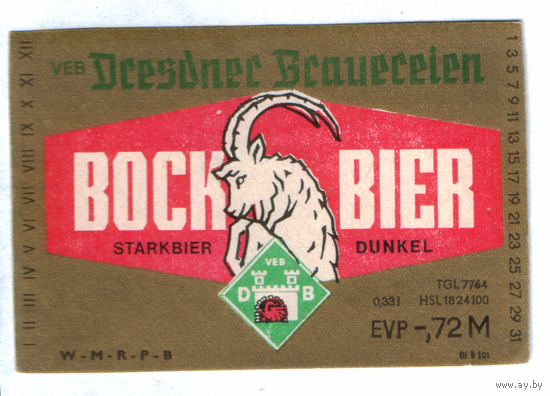 VEB Dresdner Brauereien
BOCK BIER
STARKBIER DUNKEL
VEB
D B
TGL 7764
0,33 l HSL 1824100
EVP -,72 M
W-M-R-P-B
I II III IV V VI VII VIII IX X XI XII
1 3 5 7 9 11 13 15 17 19 21 23 25 27 29 31
www.ay.by